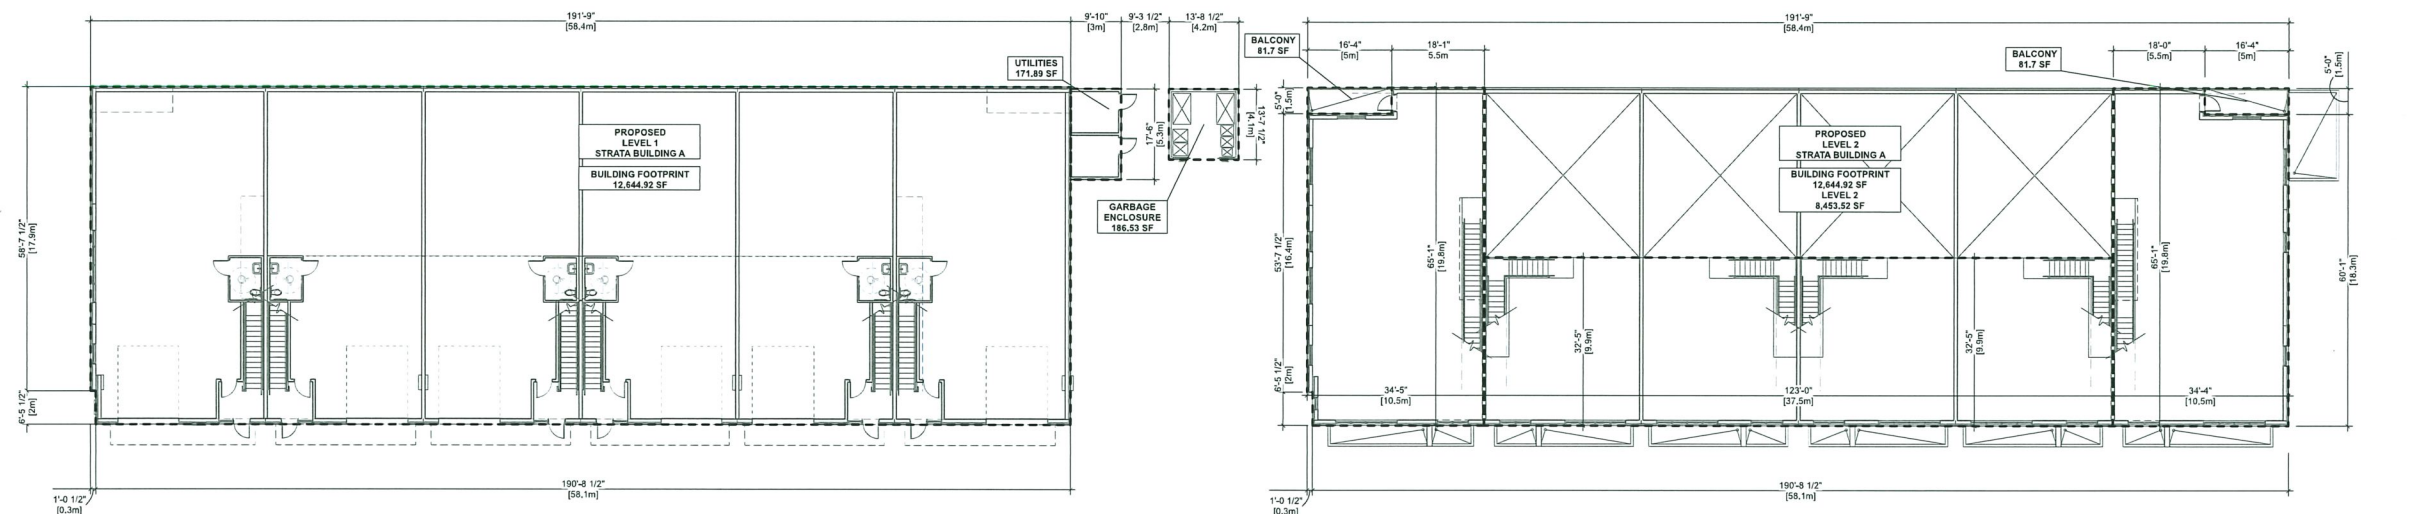 191'-9"
[58.4m]
9'-10"
[3m]
9'-3 1/2"
[2.8m]
13'-8 1/2"
[4.2m]
UTILITIES
171.89 SF
58'-7 1/2"
[17.9m]
6'-5 1/2"
[2m]
PROPOSED
LEVEL 1
STRATA BUILDING A
BUILDING FOOTPRINT
12,644.92 SF
17'-6"
[5.3m]
13'-7 1/2"
[4.1m]
GARBAGE
ENCLOSURE
186.53 SF
190'-8 1/2"
[58.1m]
1'-0 1/2"
[0.3m]
191'-9"
[58.4m]
BALCONY
81.7 SF
16'-4"
[5m]
18'-1"
5.5m
BALCONY
81.7 SF
18'-0"
[5.5m]
16'-4"
[5m]
5'-0"
[1.5m]
5'-0"
[1.5m]
53'-7 1/2"
[16.4m]
6'-5 1/2"
[2m]
65'-1"
[19.8m]
PROPOSED
LEVEL 2
STRATA BUILDING A
BUILDING FOOTPRINT
12,644.92 SF
LEVEL 2
8,453.52 SF
65'-1"
[19.8m]
60'-1"
[18.3m]
32'-5"
[9.9m]
32'-5"
[9.9m]
34'-5"
[10.5m]
123'-0"
[37.5m]
34'-4"
[10.5m]
190'-8 1/2"
[58.1m]
1'-0 1/2"
[0.3m]